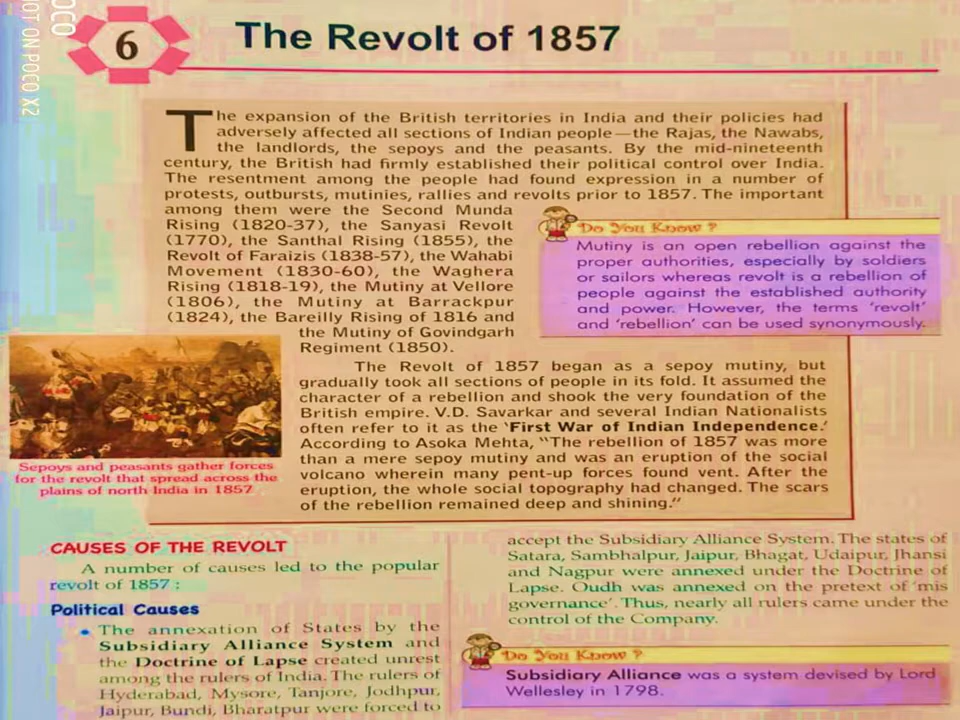 6
The Revolt of 1857
The expansion of the British territories in India and their policies had
adversely affected all sections of Indian people—the Rajas, the Nawabs,
the landlords, the sepoys and the peasants. By the mid-nineteenth
century, the British had firmly established their political control over India.
The resentment among the people had found expression in a number of
protests, outbursts, mutinies, rallies and revolts prior to 1857. The important
among them were the Second Munda
Rising (1820-37), the Sanyasi Revolt
(1770), the Santhal Rising (1855), the
Revolt of Faraizis (1838-57), the Wahabi
Movement (1830-60), the Waghera
Rising (1818-19), the Mutiny at Vellore
(1806), the Mutiny at Barrackpur
(1824), the Bareilly Rising of 1816 and
the Mutiny of Govindgarh
Regiment (1850).
Do You Know ?
Mutiny is an open rebellion against the
proper authorities, especially by soldiers
or sailors whereas revolt is a rebellion of
people against the established authority
and power. However, the terms 'revolt'
and 'rebellion' can be used synonymously.
The Revolt of 1857 began as a sepoy mutiny, but
gradually took all sections of people in its fold. It assumed the
character of a rebellion and shook the very foundation of the
British empire. V.D. Savarkar and several Indian Nationalists
often refer to it as the 'First War of Indian Independence.'
According to Asoka Mehta, "The rebellion of 1857 was more
than a mere sepoy mutiny and was an eruption of the social
volcano wherein many pent-up forces found vent. After the
eruption, the whole social topography had changed. The scars
of the rebellion remained deep and shining."
Sepoys and peasants gather forces
for the revolt that spread across the
plains of north India in 1857
CAUSES OF THE REVOLT
A number of causes led to the popular
revolt of 1857 :
Political Causes
• The annexation of States by the
Subsidiary Alliance System and
the Doctrine of Lapse created unrest
among the rulers of India. The rulers of
Hyderabad, Mysore, Tanjore, Jodhpur,
Jaipur, Bundi, Bharatpur were forced to
accept the Subsidiary Alliance System. The states of
Satara, Sambhalpur, Jaipur, Bhagat, Udaipur, Jhansi
and Nagpur were annexed under the Doctrine of
Lapse. Oudh was annexed on the pretext of 'mis
governance'. Thus, nearly all rulers came under the
control of the Company.
Do You Know ?
Subsidiary Alliance was a system devised by Lord
Wellesley in 1798.
POCO
OT ON POCO X2